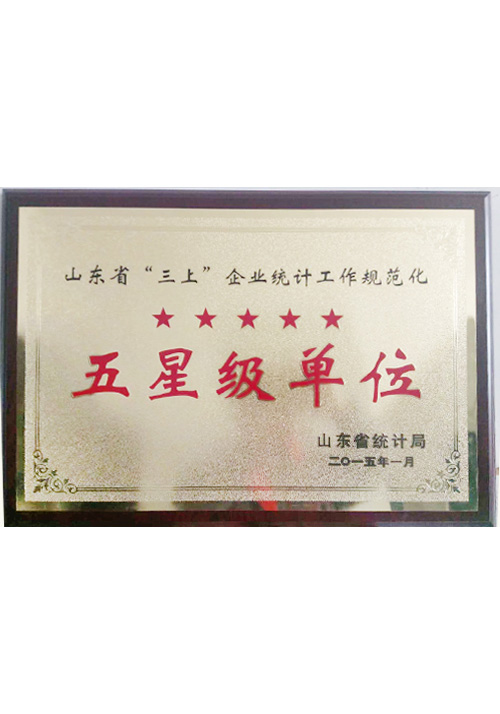 山东省“三上”企业统计工作规范化
★★★★★
五星级单位
山东省统计局
二〇一五年一月